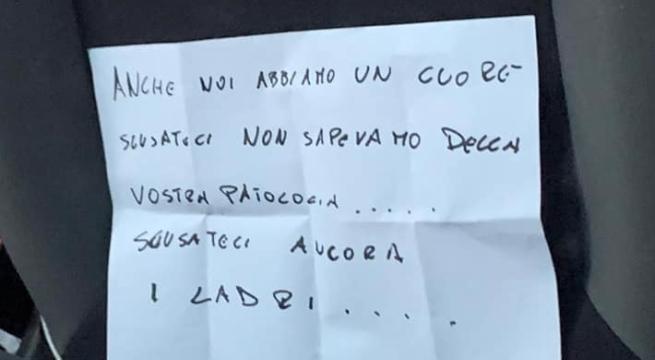 ANCHE NOI ABBIAMO UN CUORE
SCUSATECI NON SAPEVAMO DELLA
VOSTRA PATOLOGIA .....
SCUSATECI ANCORA
I LADRI .....